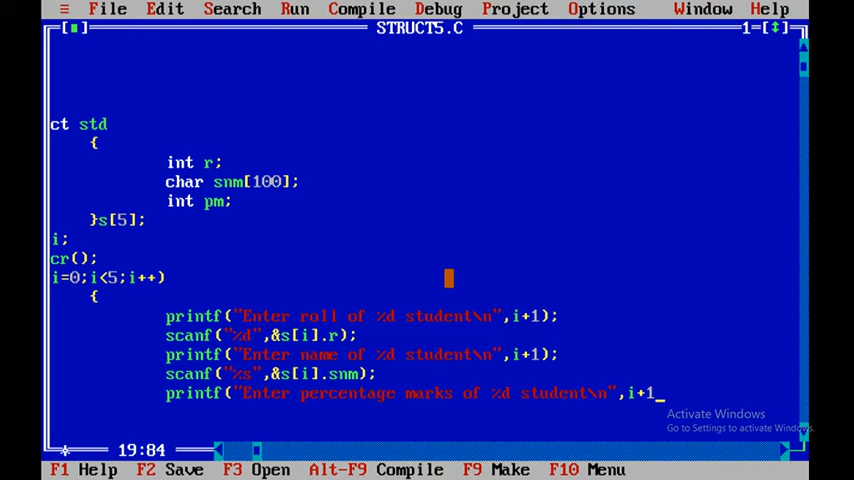 ≡ File Edit Search Run Compile Debug Project Options Window Help
[■] STRUCT5.C 1=[↕]
ct std
{
int r;
char snm[100];
int pm;
}s[5];
i;
cr();
i=0;i<5;i++)
{
printf("Enter roll of %d student\n",i+1);
scanf("%d",&s[i].r);
printf("Enter name of %d student\n",i+1);
scanf("%s",&s[i].snm);
printf("Enter percentage marks of %d student\n",i+1_
Activate Windows
Go to Settings to activate Windows.
19:84
F1 Help F2 Save F3 Open Alt-F9 Compile F9 Make F10 Menu